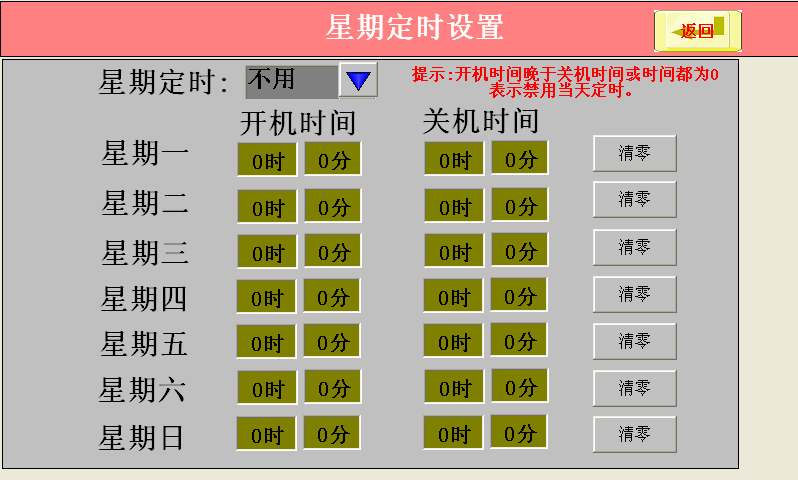 星期定时设置
返回
星期定时: 不用
提示:开机时间晚于关机时间或时间都为0
表示禁用当天定时。
开机时间 关机时间
星期一 0时 0分 0时 0分 清零
星期二 0时 0分 0时 0分 清零
星期三 0时 0分 0时 0分 清零
星期四 0时 0分 0时 0分 清零
星期五 0时 0分 0时 0分 清零
星期六 0时 0分 0时 0分 清零
星期日 0时 0分 0时 0分 清零